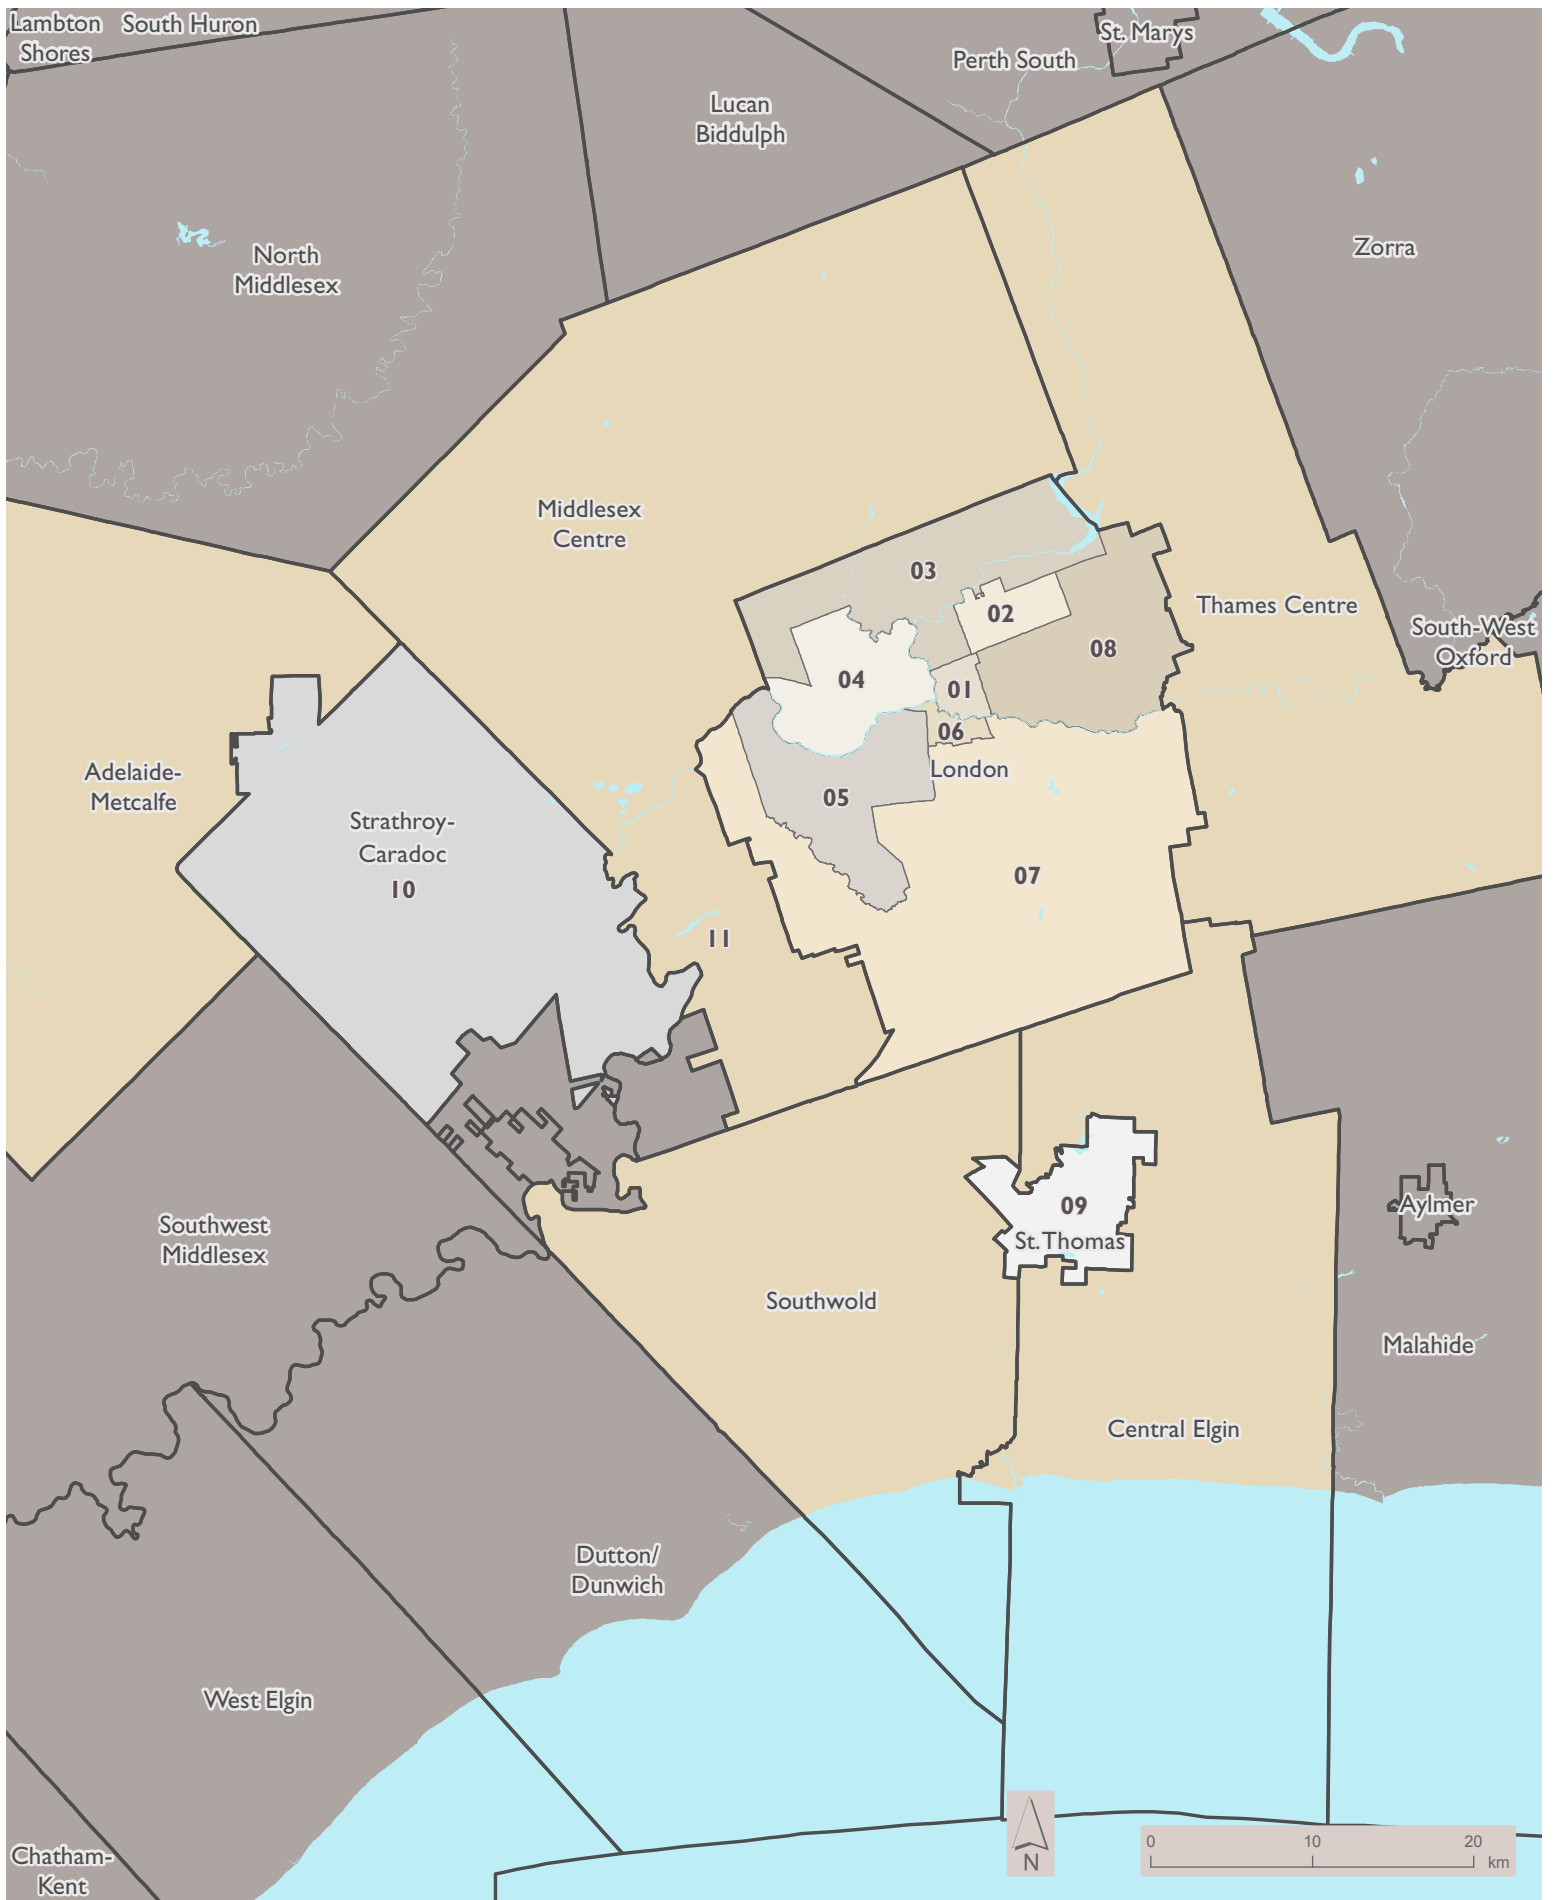 Lambton
Shores
South Huron
St. Marys
Perth South
Lucan
Biddulph
North
Middlesex
Zorra
Middlesex
Centre
03
02
Thames Centre
08
South-West
Oxford
04
01
06
London
Adelaide-
Metcalfe
05
Strathroy-
Caradoc
10
07
11
09
St. Thomas
Aylmer
Southwest
Middlesex
Southwold
Malahide
Central Elgin
Dutton/
Dunwich
West Elgin
Chatham-
Kent
N
0 10 20
km